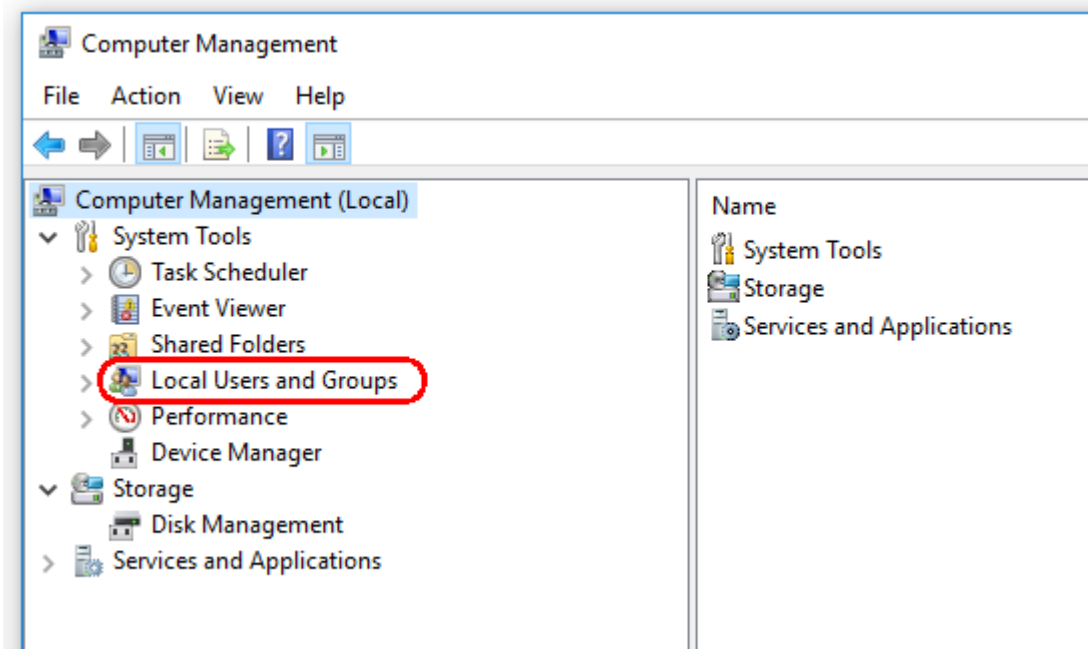 Computer Management
File Action View Help
Computer Management (Local)
System Tools
Task Scheduler
Event Viewer
Shared Folders
Local Users and Groups
Performance
Device Manager
Storage
Disk Management
Services and Applications
Name
System Tools
Storage
Services and Applications